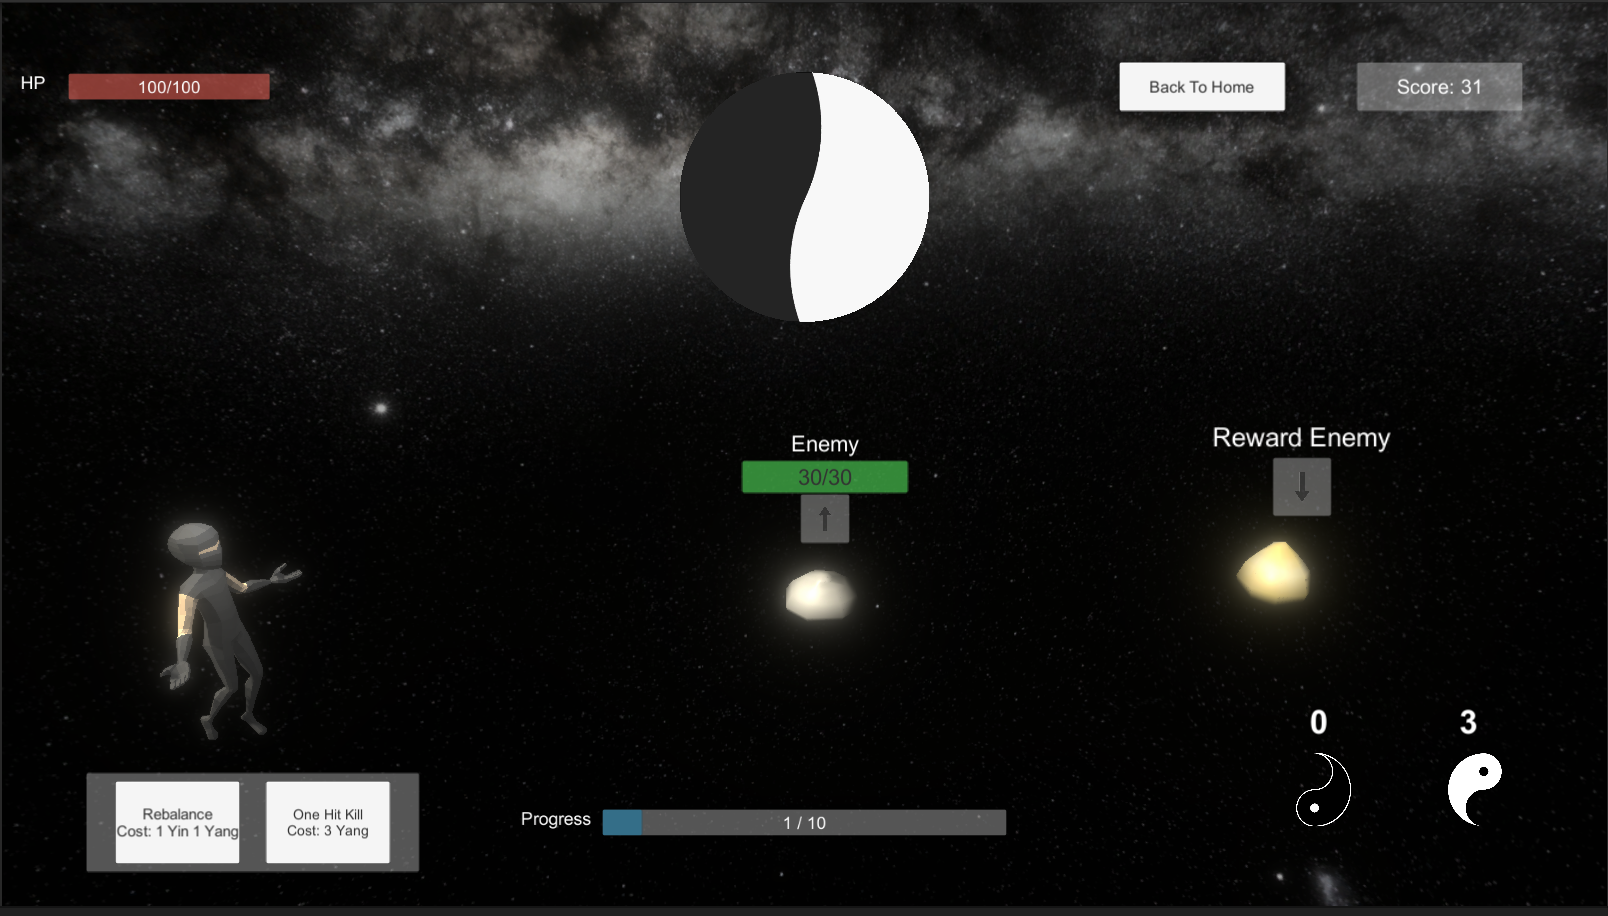 HP
100/100
Back To Home
Score: 31
Enemy
30/30
Reward Enemy
0
3
Rebalance
Cost: 1 Yin 1 Yang
One Hit Kill
Cost: 3 Yang
Progress
1 / 10